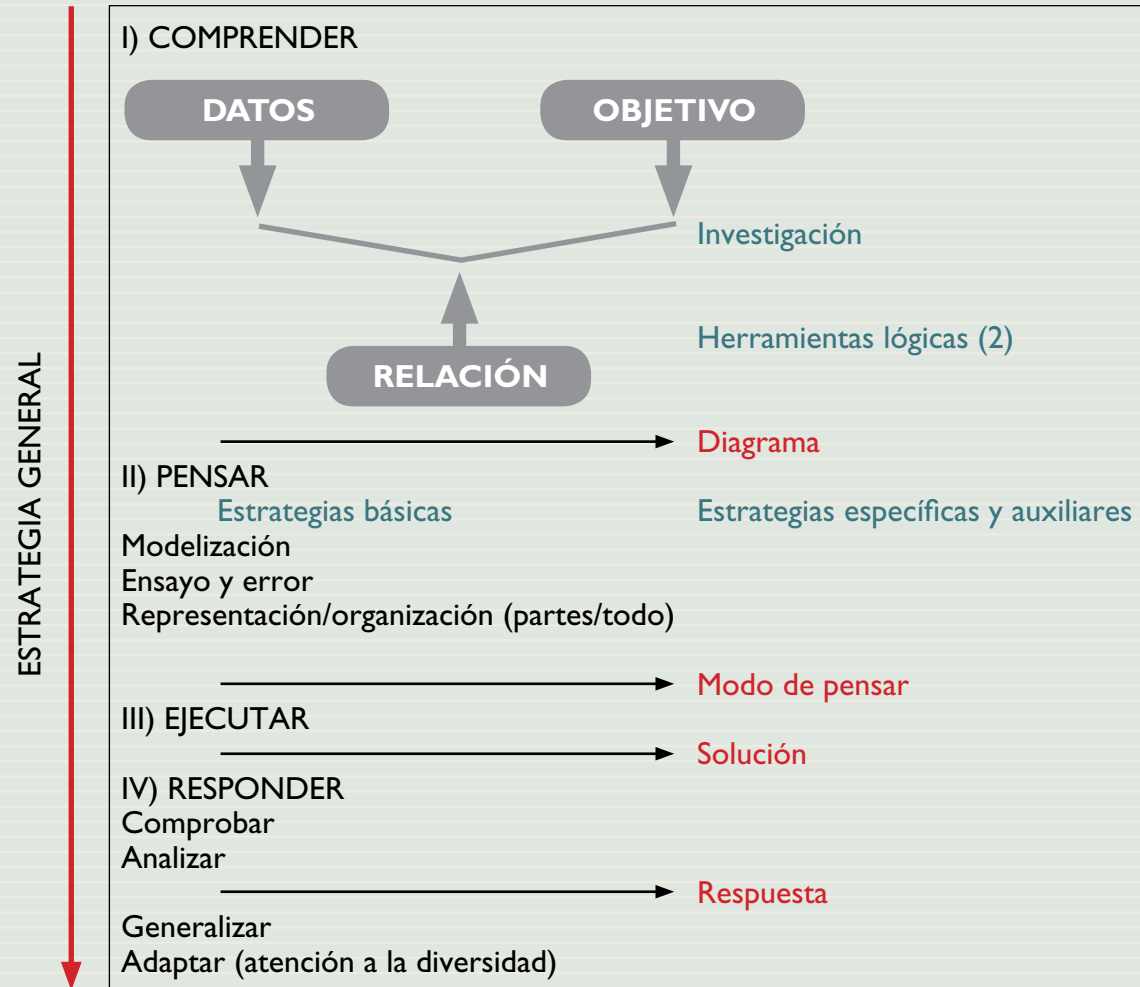 ESTRATEGIA GENERAL
I) COMPRENDER
DATOS
OBJETIVO
Investigación
Herramientas lógicas (2)
RELACIÓN
Diagrama
II) PENSAR
Estrategias básicas
Estrategias específicas y auxiliares
Modelización
Ensayo y error
Representación/organización (partes/todo)
Modo de pensar
III) EJECUTAR
Solución
IV) RESPONDER
Comprobar
Analizar
Respuesta
Generalizar
Adaptar (atención a la diversidad)